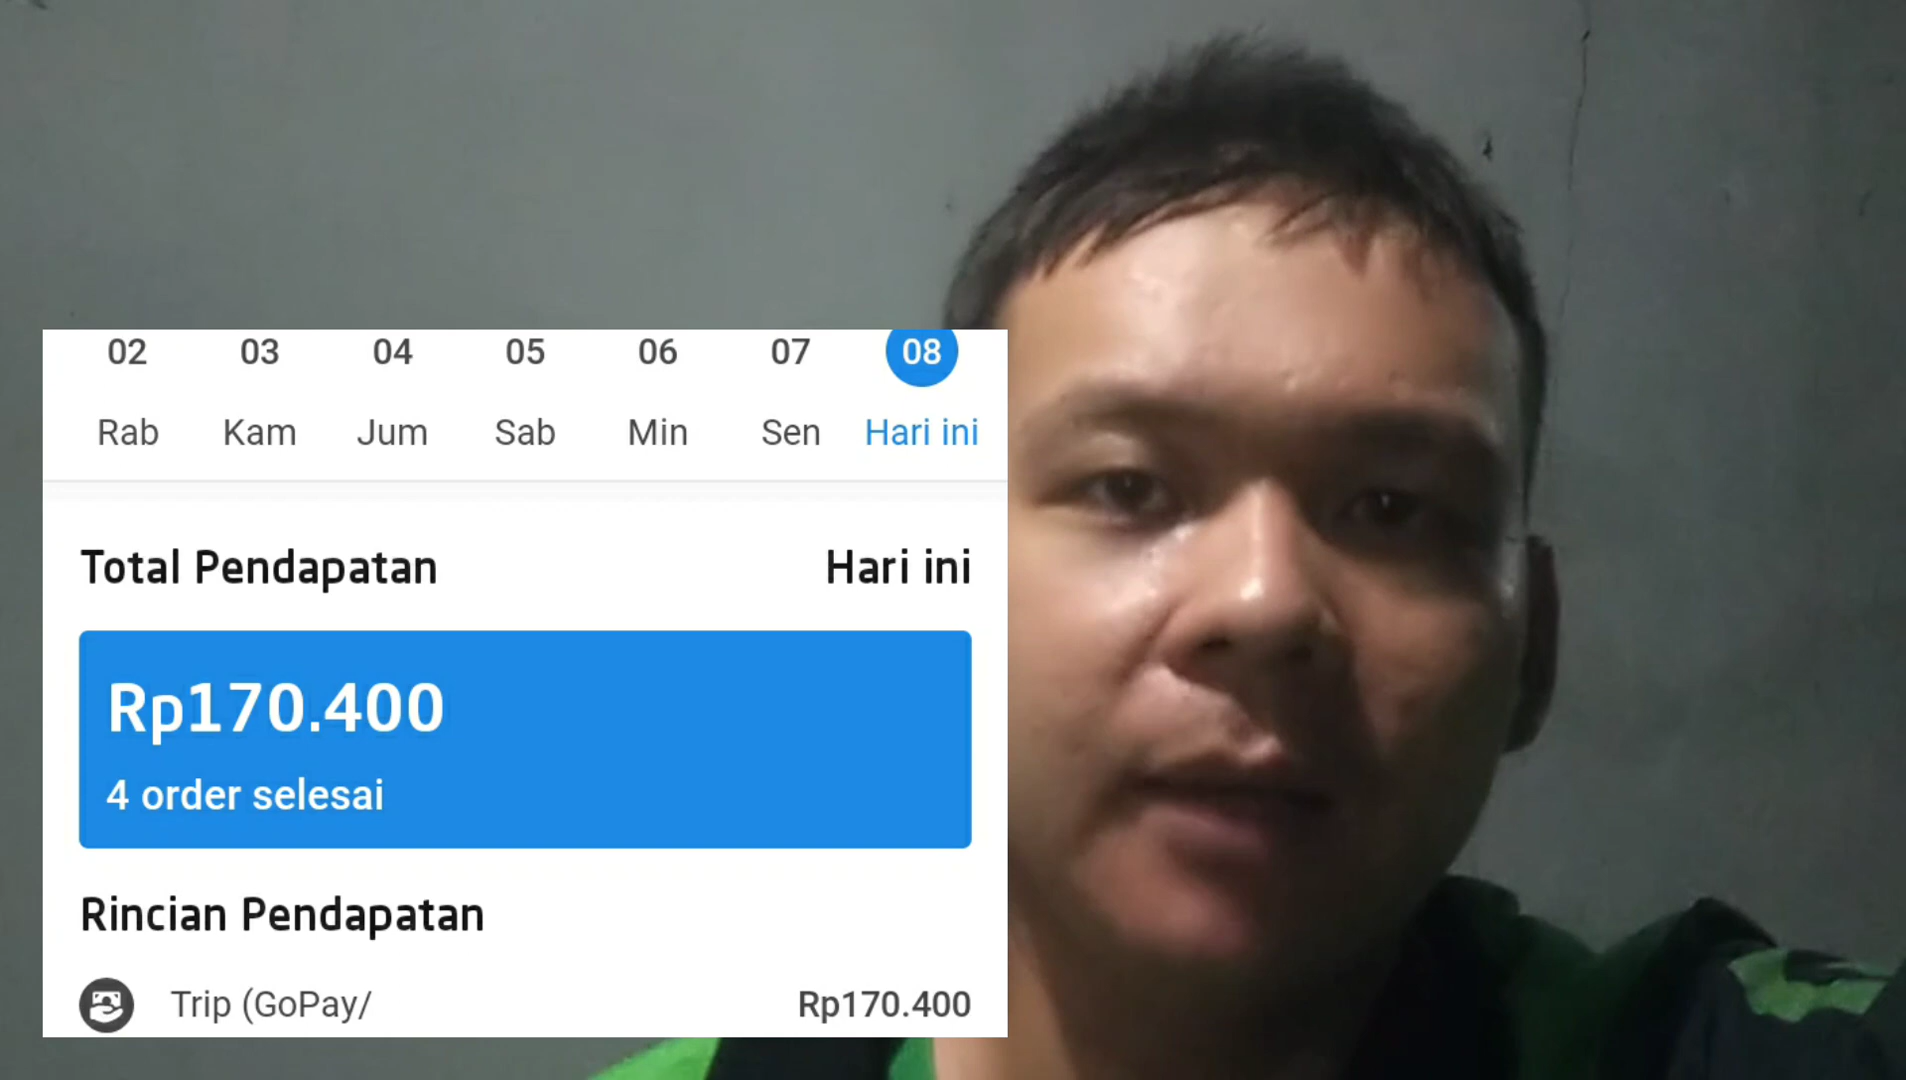 02 03 04 05 06 07 08
Rab Kam Jum Sab Min Sen Hari ini
Total Pendapatan Hari ini
Rp170.400
4 order selesai
Rincian Pendapatan
Trip (GoPay/ Rp170.400